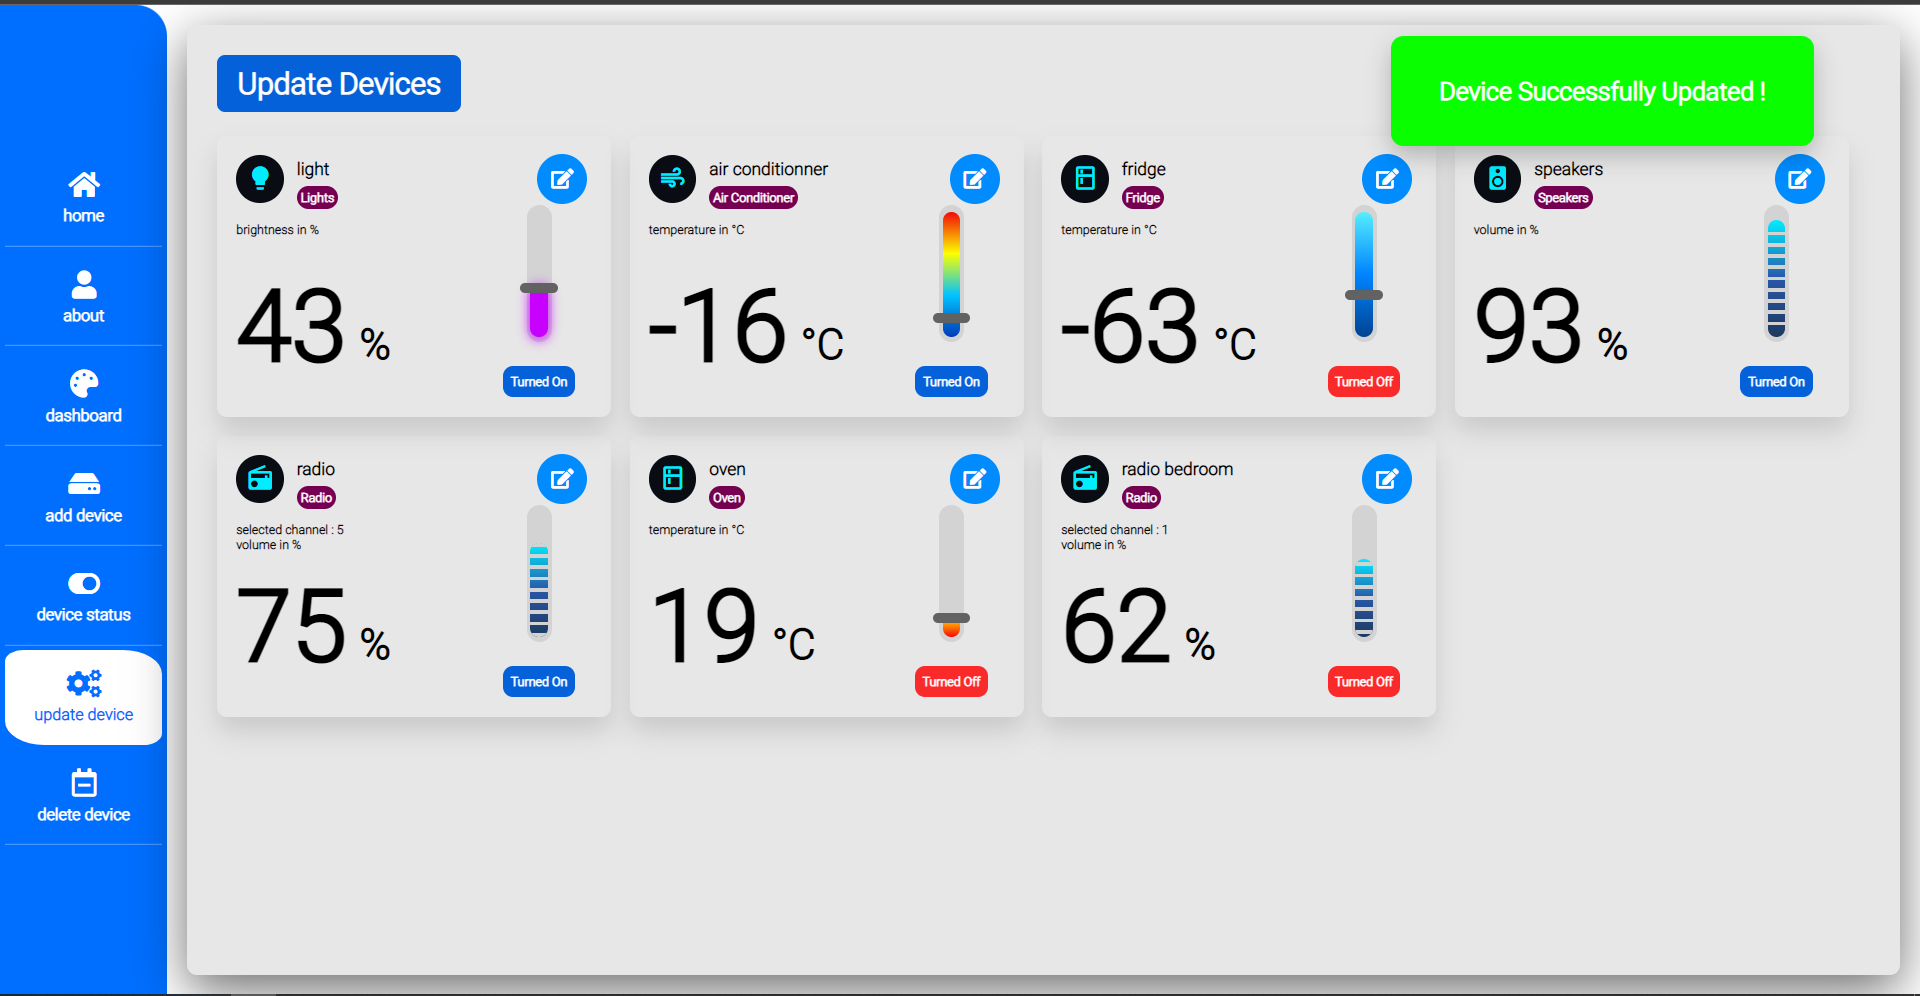 home
about
dashboard
add device
device status
update device
delete device
Update Devices
Device Successfully Updated !
light
Lights
brightness in %
43 %
Turned On
air conditionner
Air Conditioner
temperature in °C
-16 °C
Turned On
fridge
Fridge
temperature in °C
-63 °C
Turned Off
speakers
Speakers
volume in %
93 %
Turned On
radio
Radio
selected channel : 5
volume in %
75 %
Turned On
oven
Oven
temperature in °C
19 °C
Turned Off
radio bedroom
Radio
selected channel : 1
volume in %
62 %
Turned Off